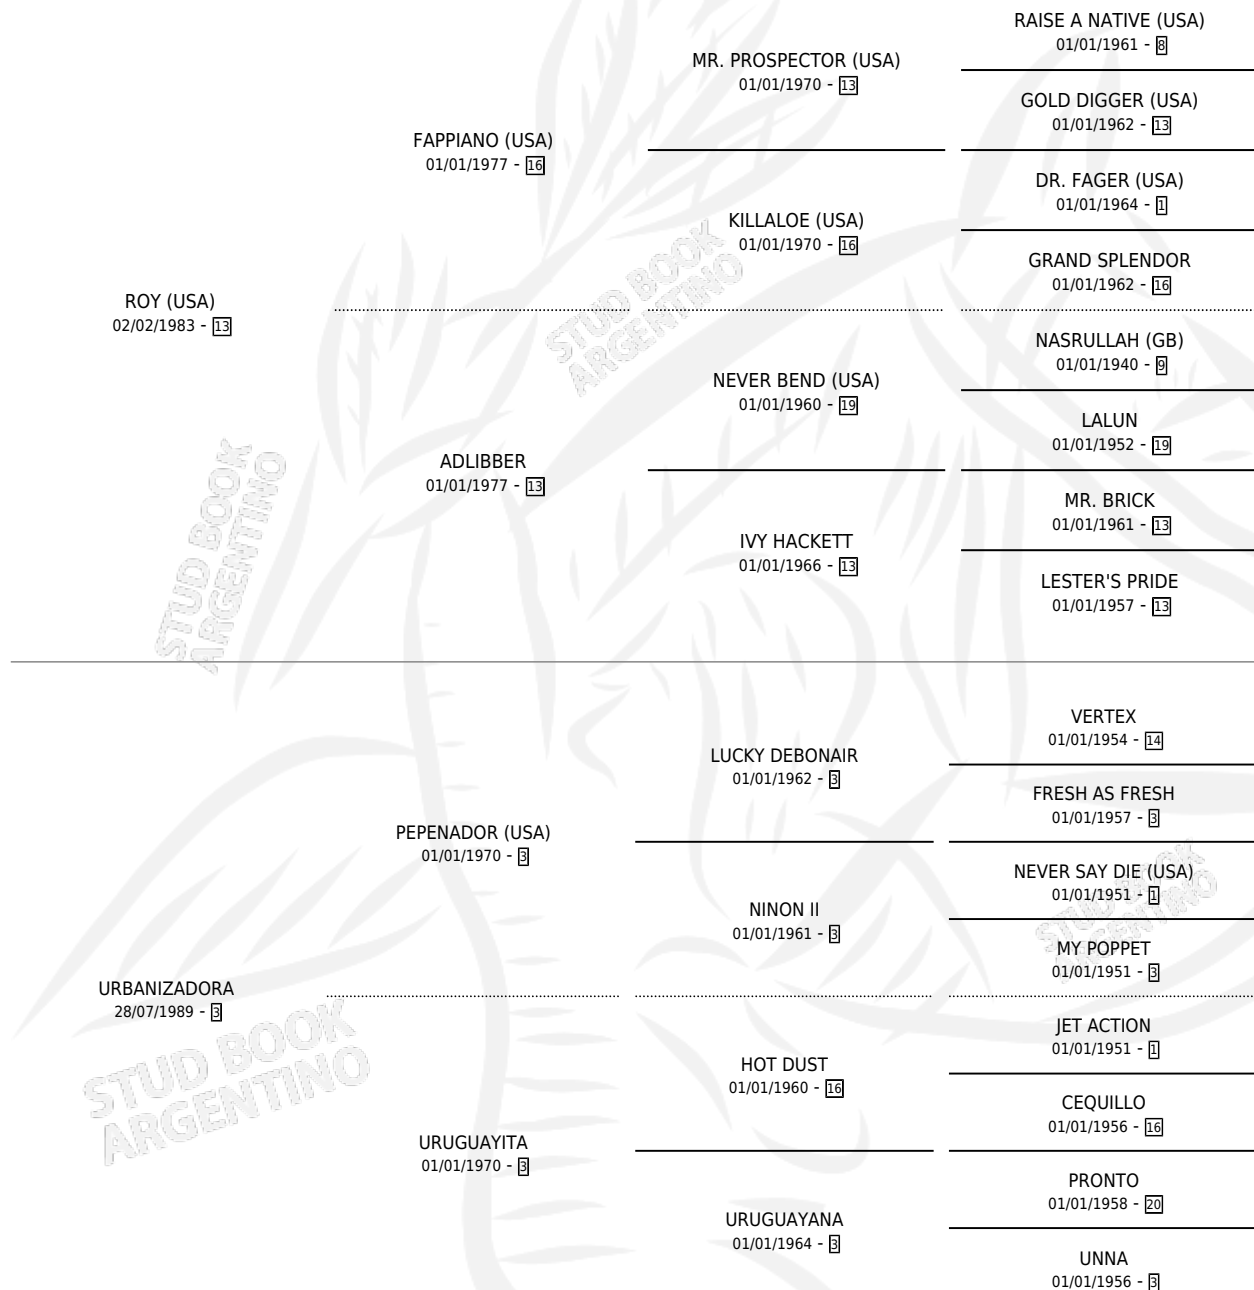 RAISE A NATIVE (USA)
01/01/1961 - 8
MR. PROSPECTOR (USA)
01/01/1970 - 13
GOLD DIGGER (USA)
01/01/1962 - 13
FAPPIANO (USA)
01/01/1977 - 16
DR. FAGER (USA)
01/01/1964 - 1
KILLALOE (USA)
01/01/1970 - 16
GRAND SPLENDOR
01/01/1962 - 16
ROY (USA)
02/02/1983 - 13
NASRULLAH (GB)
01/01/1940 - 9
NEVER BEND (USA)
01/01/1960 - 19
LALUN
01/01/1952 - 19
ADLIBBER
01/01/1977 - 13
MR. BRICK
01/01/1961 - 13
IVY HACKETT
01/01/1966 - 13
LESTER'S PRIDE
01/01/1957 - 13
VERTEX
01/01/1954 - 14
LUCKY DEBONAIR
01/01/1962 - 3
FRESH AS FRESH
01/01/1957 - 3
PEPENADOR (USA)
01/01/1970 - 3
NEVER SAY DIE (USA)
01/01/1951 - 1
NINON II
01/01/1961 - 3
MY POPPET
01/01/1951 - 3
URBANIZADORA
28/07/1989 - 3
JET ACTION
01/01/1951 - 1
HOT DUST
01/01/1960 - 16
CEQUILLO
01/01/1956 - 16
URUGUAYITA
01/01/1970 - 3
PRONTO
01/01/1958 - 20
URUGUAYANA
01/01/1964 - 3
UNNA
01/01/1956 - 3
STUD BOOK
ARGENTINO
STUD BOOK
ARGENTINO
STUD BOOK
ARGENTINO
STUD BOOK
ARGENTINO